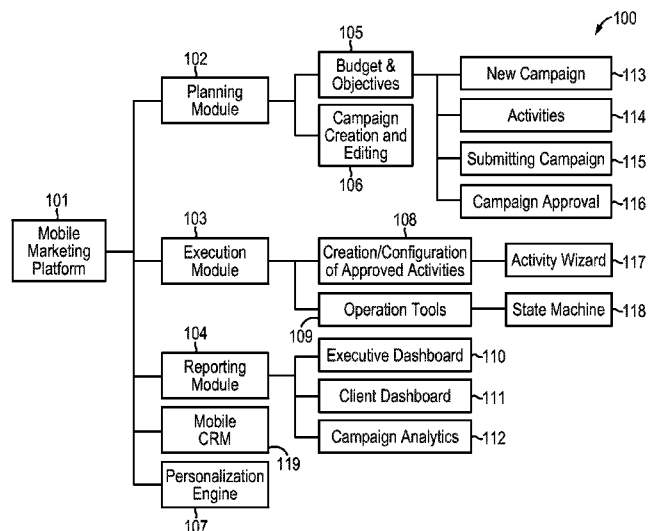 100
105
102
Budget &
Objectives
New Campaign
113
Planning
Module
Activities
114
Campaign
Creation and
Editing
Submitting Campaign
115
106
Campaign Approval
116
101
103
108
Mobile
Marketing
Platform
Execution
Module
Creation/Configuration
of Approved Activities
Activity Wizard
117
109
Operation Tools
State Machine
118
104
Executive Dashboard
110
Reporting
Module
Client Dashboard
111
Mobile
CRM
Campaign Analytics
112
119
Personalization
Engine
107